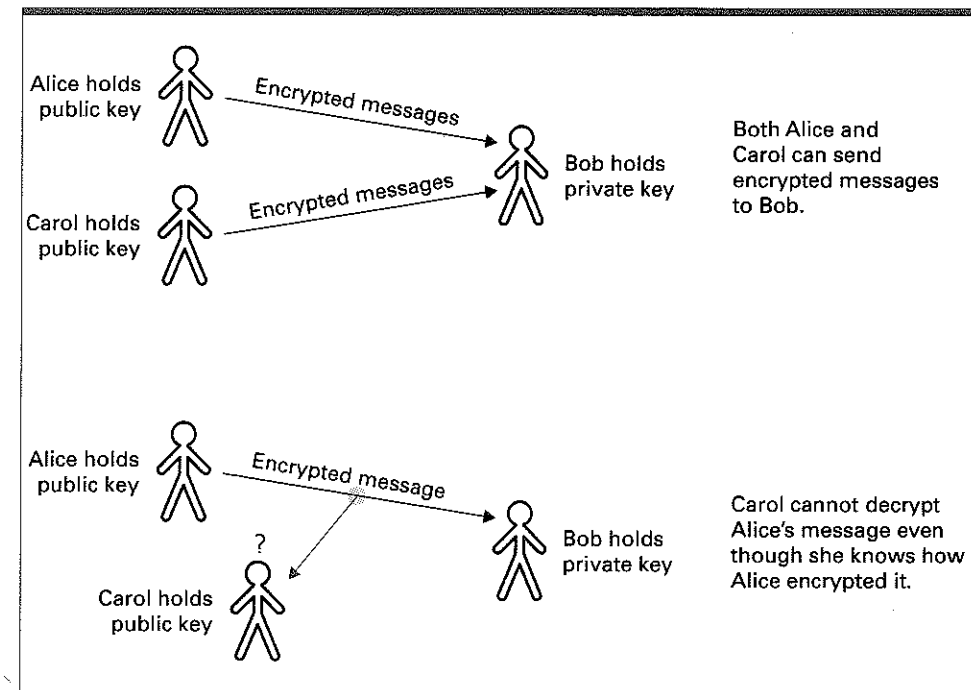 Alice holds
public key
Encrypted messages
Bob holds
private key
Both Alice and
Carol can send
encrypted messages
to Bob.
Carol holds
public key
Encrypted messages
Alice holds
public key
Encrypted message
Bob holds
private key
Carol cannot decrypt
Alice's message even
though she knows how
Alice encrypted it.
?
Carol holds
public key